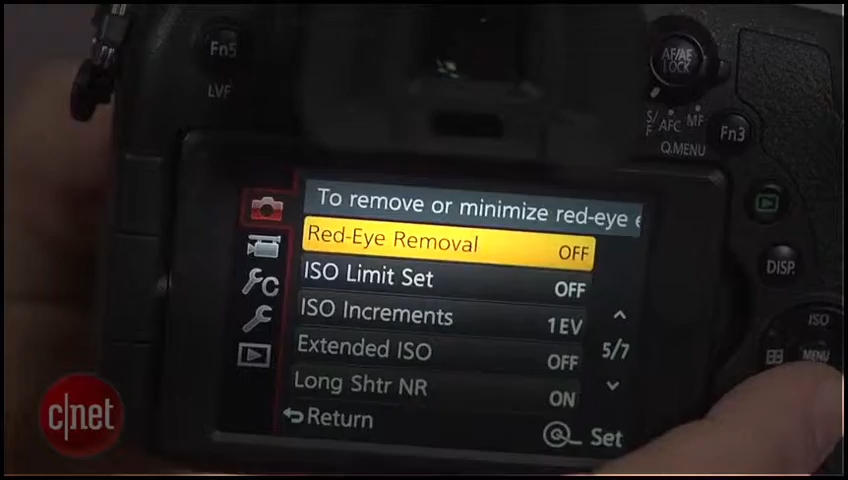 Fn5
LVF
AF/AE
LOCK
S/
F AFC MF
Q.MENU
Fn3
To remove or minimize red-eye e
Red-Eye Removal OFF
ISO Limit Set OFF
ISO Increments 1EV
Extended ISO OFF
5/7
Long Shtr NR ON
Return
Set
DISP.
ISO
MENU
c|net